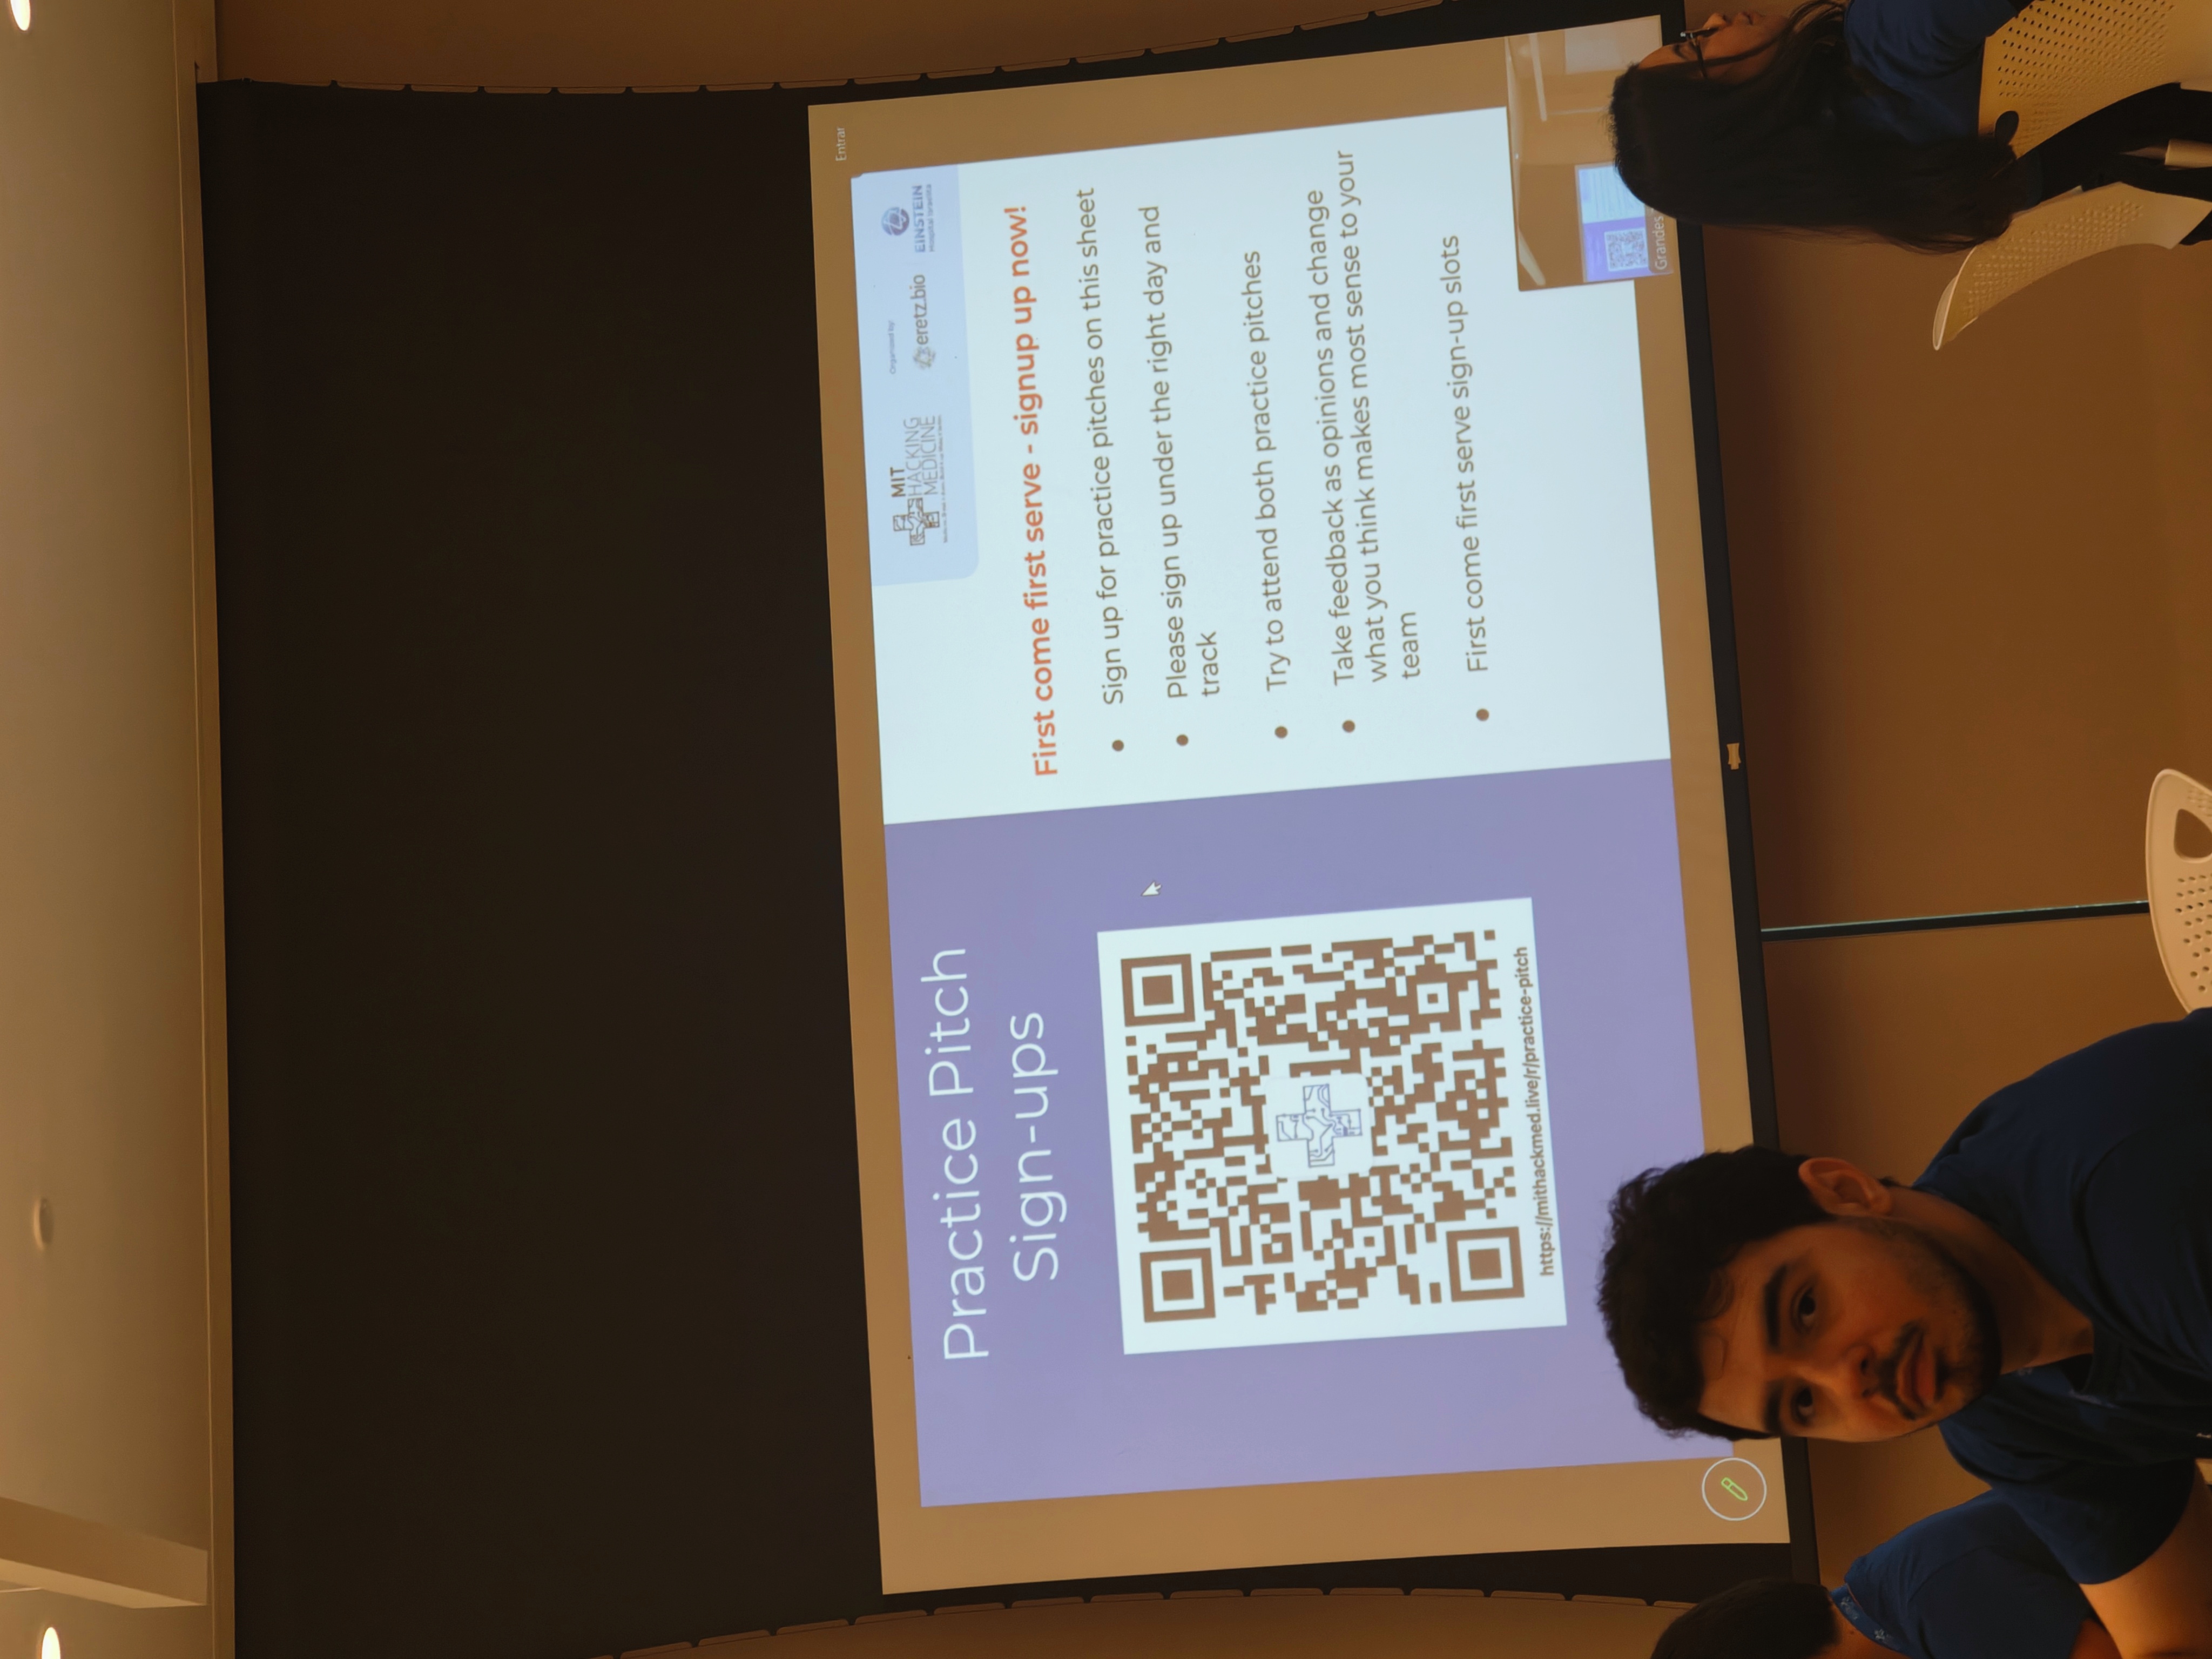 Entrar
Practice Pitch
Sign-ups
https://mithackmed.live/r/practice-pitch
MIT
HACKING
MEDICINE
Organized by:
eretz.bio
EINSTEIN
Hospital Israelita
First come first serve - signup up now!
Sign up for practice pitches on this sheet
Please sign up under the right day and
track
Try to attend both practice pitches
Take feedback as opinions and change
what you think makes most sense to your
team
First come first serve sign-up slots
Grandes